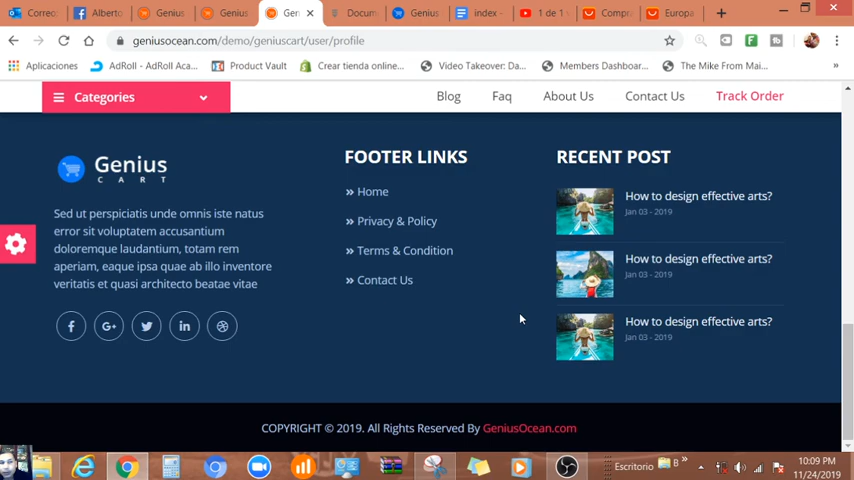 Correo
Alberto
Genius
Genius
Gen
Docum
Genius
index -
1 de 1
Compra
Europa
geniusocean.com/demo/geniuscart/user/profile
Aplicaciones
AdRoll - AdRoll Aca...
Product Vault
Crear tienda online...
Video Takeover: Da...
Members Dashboar...
The Mike From Mai...
Categories
Blog
Faq
About Us
Contact Us
Track Order
Genius
CART
Sed ut perspiciatis unde omnis iste natus
error sit voluptatem accusantium
doloremque laudantium, totam rem
aperiam, eaque ipsa quae ab illo inventore
veritatis et quasi architecto beatae vitae
FOOTER LINKS
Home
Privacy & Policy
Terms & Condition
Contact Us
RECENT POST
How to design effective arts?
Jan 03 - 2019
How to design effective arts?
Jan 03 - 2019
How to design effective arts?
Jan 03 - 2019
COPYRIGHT © 2019. All Rights Reserved By GeniusOcean.com
Escritorio
B
10:09 PM
11/24/2019